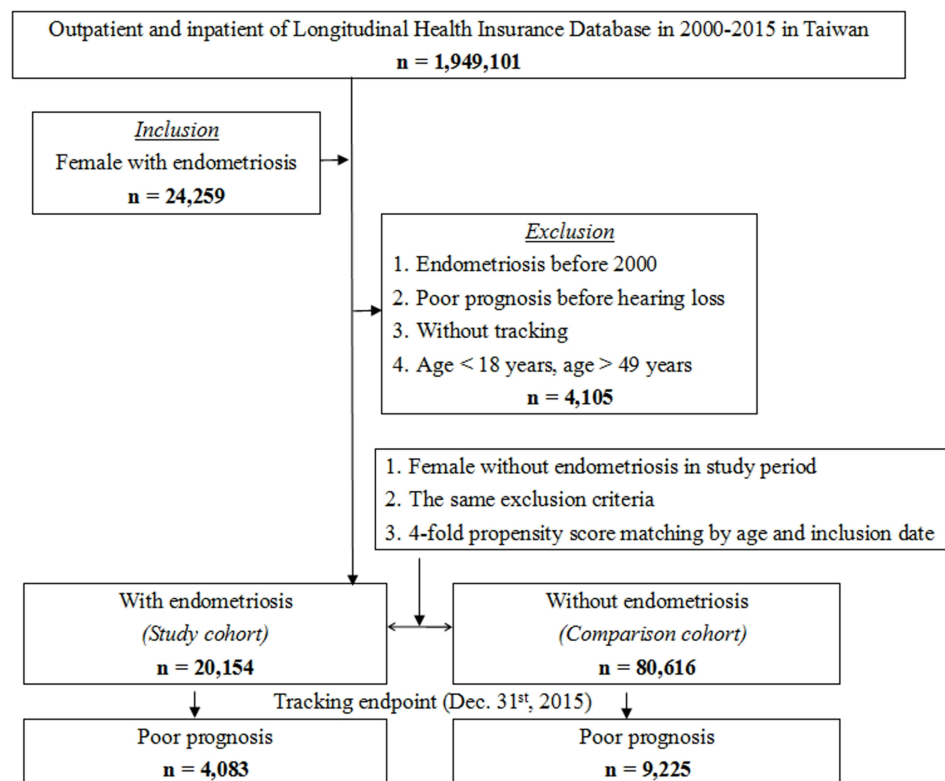 Outpatient and inpatient of Longitudinal Health Insurance Database in 2000-2015 in Taiwan
n = 1,949,101
Inclusion
Female with endometriosis
n = 24,259
Exclusion
1. Endometriosis before 2000
2. Poor prognosis before hearing loss
3. Without tracking
4. Age < 18 years, age > 49 years
n = 4,105
1. Female without endometriosis in study period
2. The same exclusion criteria
3. 4-fold propensity score matching by age and inclusion date
With endometriosis
(Study cohort)
n = 20,154
Without endometriosis
(Comparison cohort)
n = 80,616
Tracking endpoint (Dec. 31st, 2015)
Poor prognosis
n = 4,083
Poor prognosis
n = 9,225